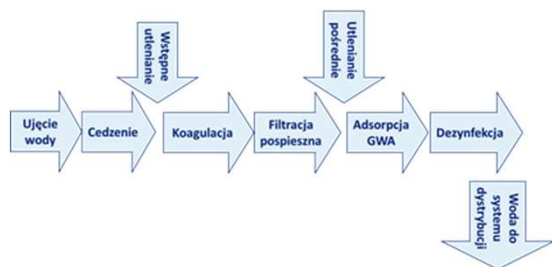 Wstępne
utlenianie
Utlenianie
pośrednie
Ujęcie
wody
Cedzenie
Koagulacja
Filtracja
pospieszna
Adsorpcja
GWA
Dezynfekcja
Woda do
systemu
dystrybucji